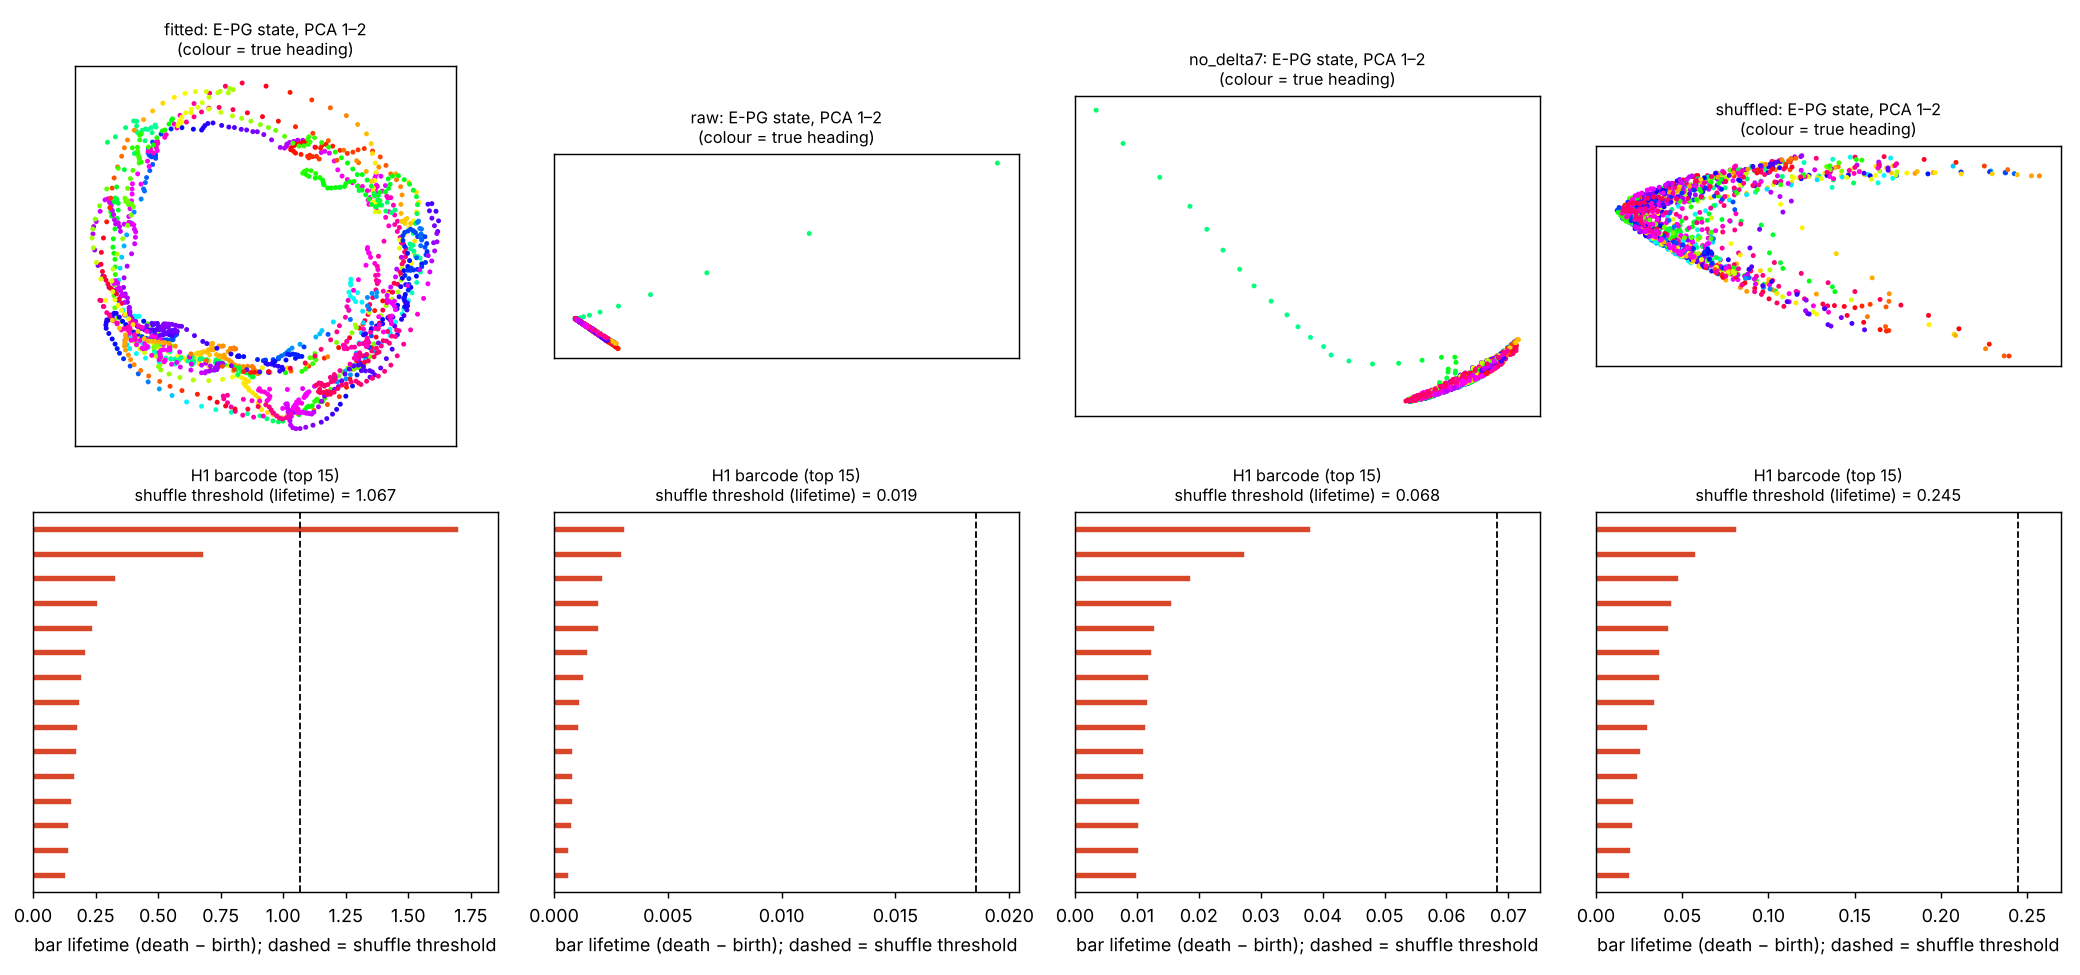 fitted: E-PG state, PCA 1–2
(colour = true heading)
raw: E-PG state, PCA 1–2
(colour = true heading)
no_delta7: E-PG state, PCA 1–2
(colour = true heading)
shuffled: E-PG state, PCA 1–2
(colour = true heading)
H1 barcode (top 15)
shuffle threshold (lifetime) = 1.067
0.00 0.25 0.50 0.75 1.00 1.25 1.50 1.75
bar lifetime (death − birth); dashed = shuffle threshold
H1 barcode (top 15)
shuffle threshold (lifetime) = 0.019
0.000 0.005 0.010 0.015 0.020
bar lifetime (death − birth); dashed = shuffle threshold
H1 barcode (top 15)
shuffle threshold (lifetime) = 0.068
0.00 0.01 0.02 0.03 0.04 0.05 0.06 0.07
bar lifetime (death − birth); dashed = shuffle threshold
H1 barcode (top 15)
shuffle threshold (lifetime) = 0.245
0.00 0.05 0.10 0.15 0.20 0.25
bar lifetime (death − birth); dashed = shuffle threshold